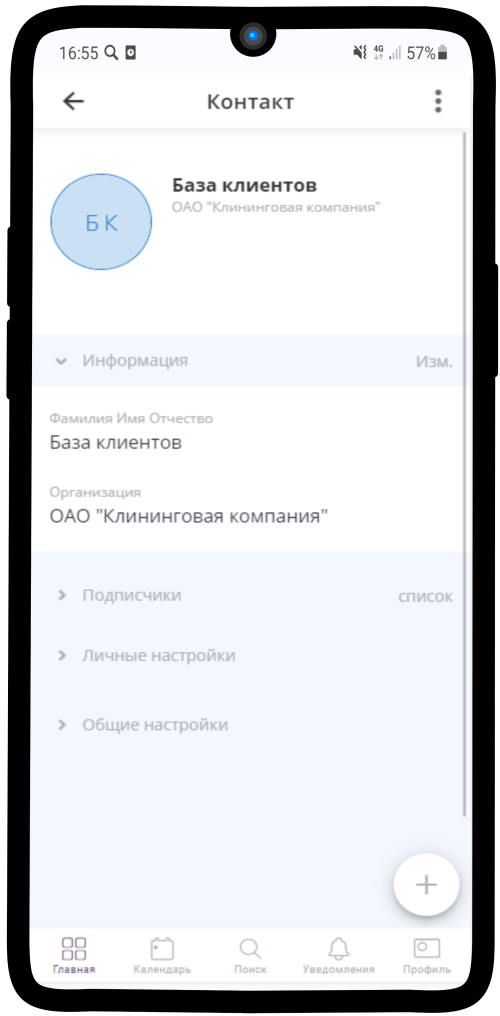 16:55 4G 57%
Контакт
БК
База клиентов
ОАО "Клининговая компания"
Информация Изм.
Фамилия Имя Отчество
База клиентов
Организация
ОАО "Клининговая компания"
Подписчики список
Личные настройки
Общие настройки
Главная Календарь Поиск Уведомления Профиль